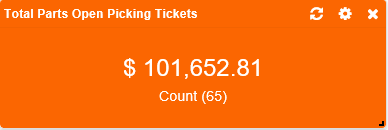 Total Parts Open Picking Tickets
$ 101,652.81
Count (65)